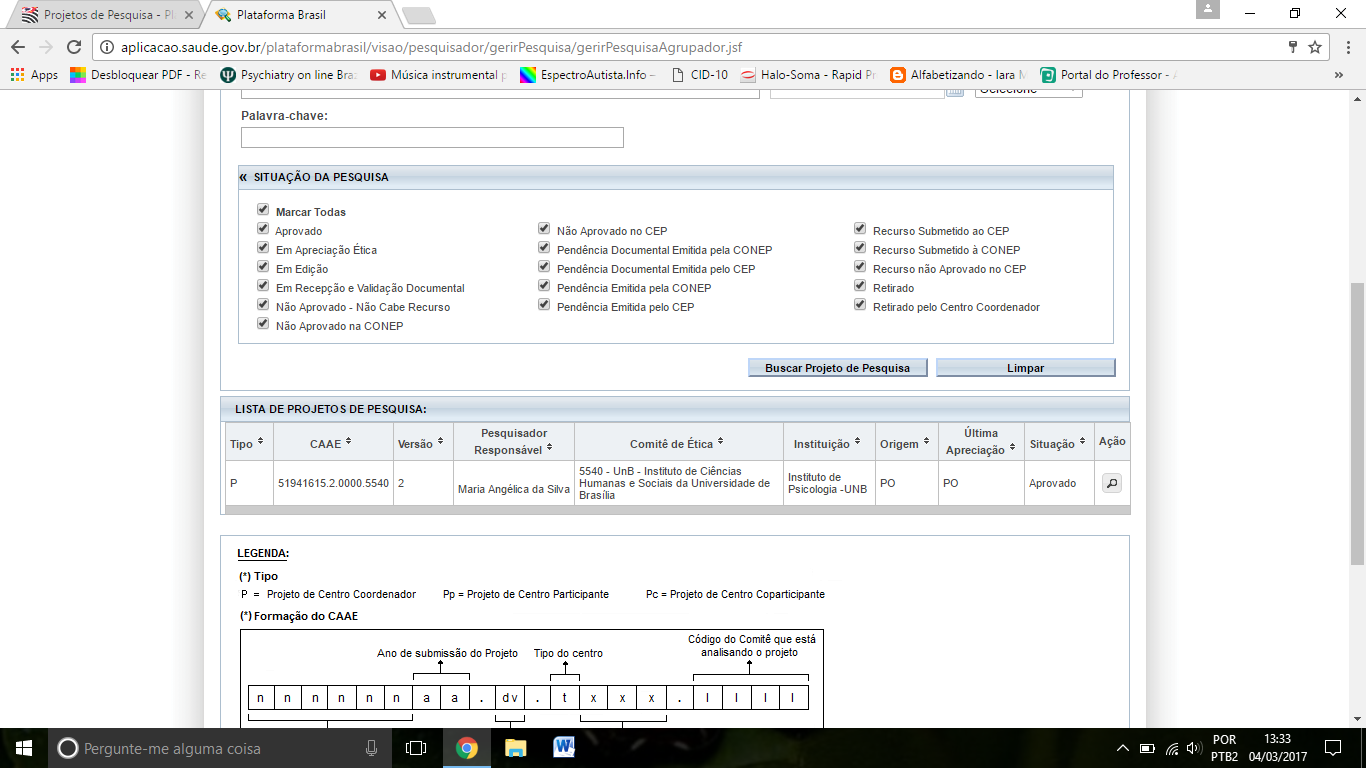 Projetos de Pesquisa - Pl
Plataforma Brasil
aplicacao.saude.gov.br/plataformabrasil/visao/pesquisador/gerirPesquisa/gerirPesquisaAgrupador.jsf
Apps
Desbloquear PDF - Re
Psychiatry on line Bra
Música instrumental p
EspectroAutista.Info –
CID-10
Halo-Soma - Rapid Pr
Alfabetizando - Iara M
Portal do Professor - A
»
Selecione
Palavra-chave:
« SITUAÇÃO DA PESQUISA
Marcar Todas
Aprovado
Em Apreciação Ética
Em Edição
Em Recepção e Validação Documental
Não Aprovado - Não Cabe Recurso
Não Aprovado na CONEP
Não Aprovado no CEP
Pendência Documental Emitida pela CONEP
Pendência Documental Emitida pelo CEP
Pendência Emitida pela CONEP
Pendência Emitida pelo CEP
Recurso Submetido ao CEP
Recurso Submetido à CONEP
Recurso não Aprovado no CEP
Retirado
Retirado pelo Centro Coordenador
Buscar Projeto de Pesquisa
Limpar
LISTA DE PROJETOS DE PESQUISA:
Tipo
CAAE
Versão
Pesquisador
Responsável
Comitê de Ética
Instituição
Origem
Última
Apreciação
Situação
Ação
P
51941615.2.0000.5540
2
Maria Angélica da Silva
5540 - UnB - Instituto de Ciências
Humanas e Sociais da Universidade de
Brasília
Instituto de
Psicologia -UNB
PO
PO
Aprovado
LEGENDA:
(*) Tipo
P = Projeto de Centro Coordenador
Pp = Projeto de Centro Participante
Pc = Projeto de Centro Coparticipante
(*) Formação do CAAE
Ano de submissão do Projeto
Tipo do centro
Código do Comitê que está
analisando o projeto
n n n n n n a a . dv . t x x x . l l l l
Pergunte-me alguma coisa
POR
PTB2
13:33
04/03/2017